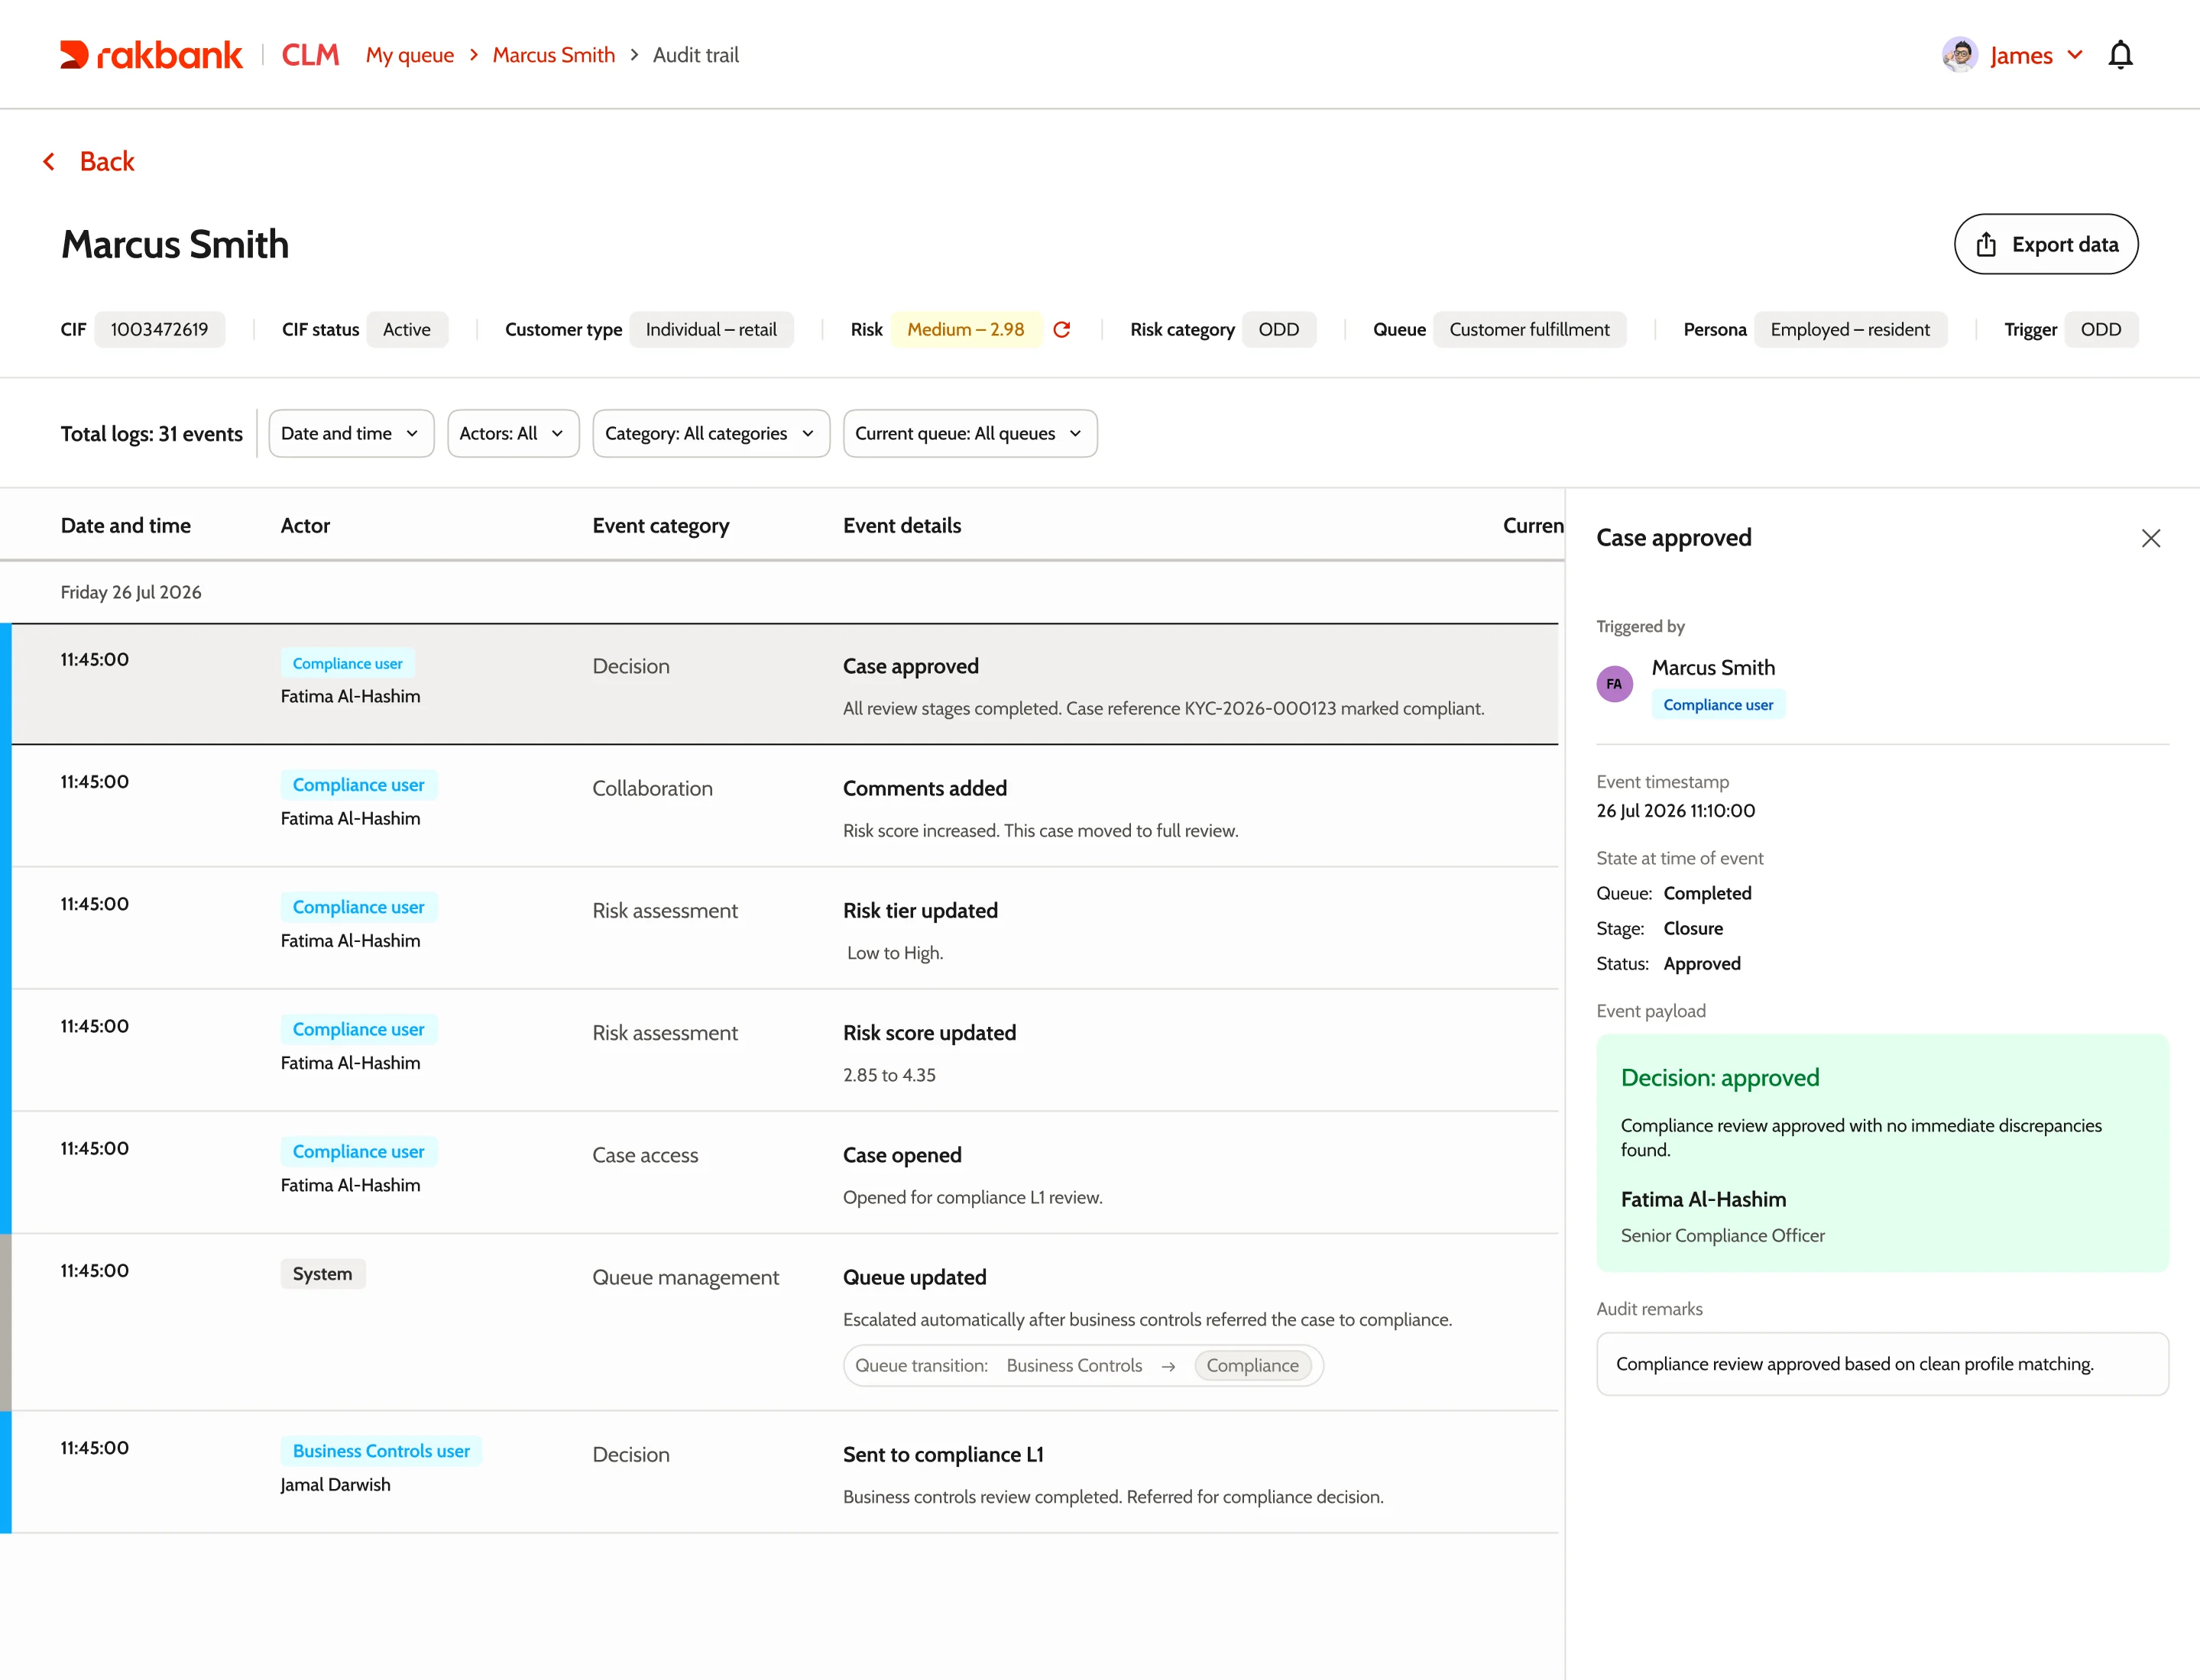 rakbank CLM My queue > Marcus Smith > Audit trail James
Back
Marcus Smith Export data
CIF 1003472619 CIF status Active Customer type Individual – retail Risk Medium – 2.98 Risk category ODD Queue Customer fulfillment Persona Employed – resident Trigger ODD
Total logs: 31 events Date and time Actors: All Category: All categories Current queue: All queues
Date and time Actor Event category Event details Curren
Friday 26 Jul 2026
11:45:00 Compliance user Decision Case approved
Fatima Al-Hashim
All review stages completed. Case reference KYC-2026-000123 marked compliant.
11:45:00 Compliance user Collaboration Comments added
Fatima Al-Hashim
Risk score increased. This case moved to full review.
11:45:00 Compliance user Risk assessment Risk tier updated
Fatima Al-Hashim
Low to High.
11:45:00 Compliance user Risk assessment Risk score updated
Fatima Al-Hashim
2.85 to 4.35
11:45:00 Compliance user Case access Case opened
Fatima Al-Hashim
Opened for compliance L1 review.
11:45:00 System Queue management Queue updated
Escalated automatically after business controls referred the case to compliance.
Queue transition: Business Controls → Compliance
11:45:00 Business Controls user Decision Sent to compliance L1
Jamal Darwish
Business controls review completed. Referred for compliance decision.
Case approved
Triggered by
FA Marcus Smith
Compliance user
Event timestamp
26 Jul 2026 11:10:00
State at time of event
Queue: Completed
Stage: Closure
Status: Approved
Event payload
Decision: approved
Compliance review approved with no immediate discrepancies
found.
Fatima Al-Hashim
Senior Compliance Officer
Audit remarks
Compliance review approved based on clean profile matching.